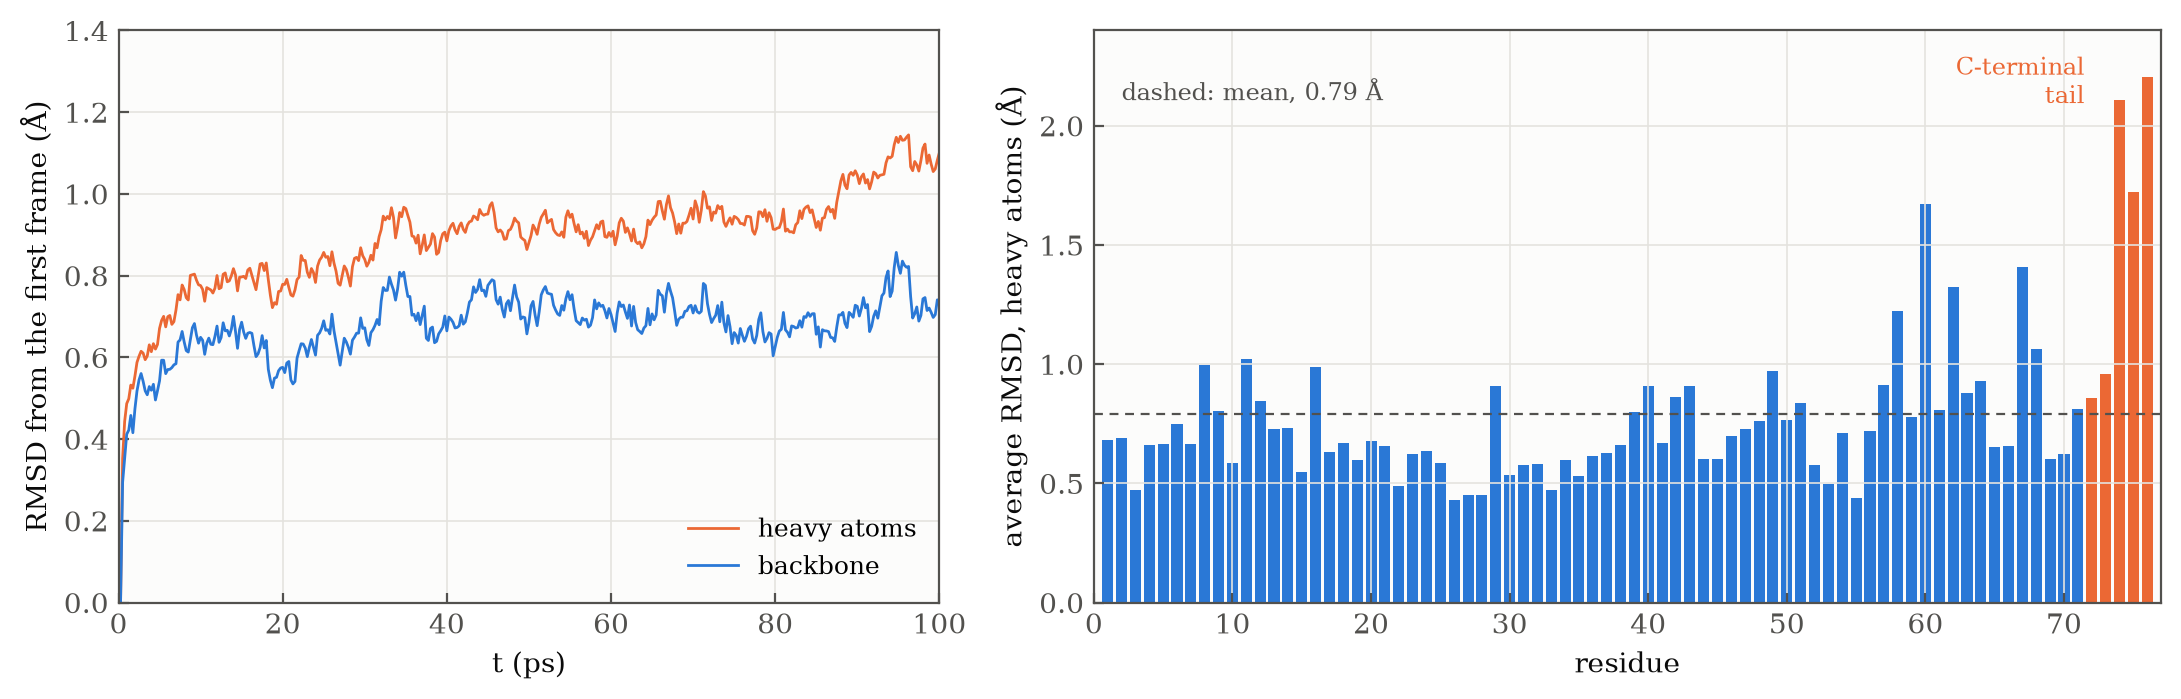 RMSD from the first frame (Å)
1.4
1.2
1.0
0.8
0.6
0.4
0.2
0.0
0 20 40 60 80 100
t (ps)
heavy atoms
backbone
average RMSD, heavy atoms (Å)
2.0
1.5
1.0
0.5
0.0
0 10 20 30 40 50 60 70
residue
dashed: mean, 0.79 Å
C-terminal
tail